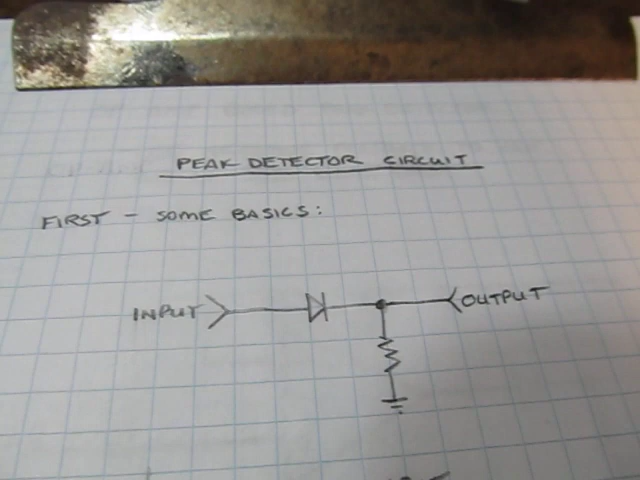 PEAK DETECTOR CIRCUIT
FIRST - SOME BASICS:
INPUT
OUTPUT